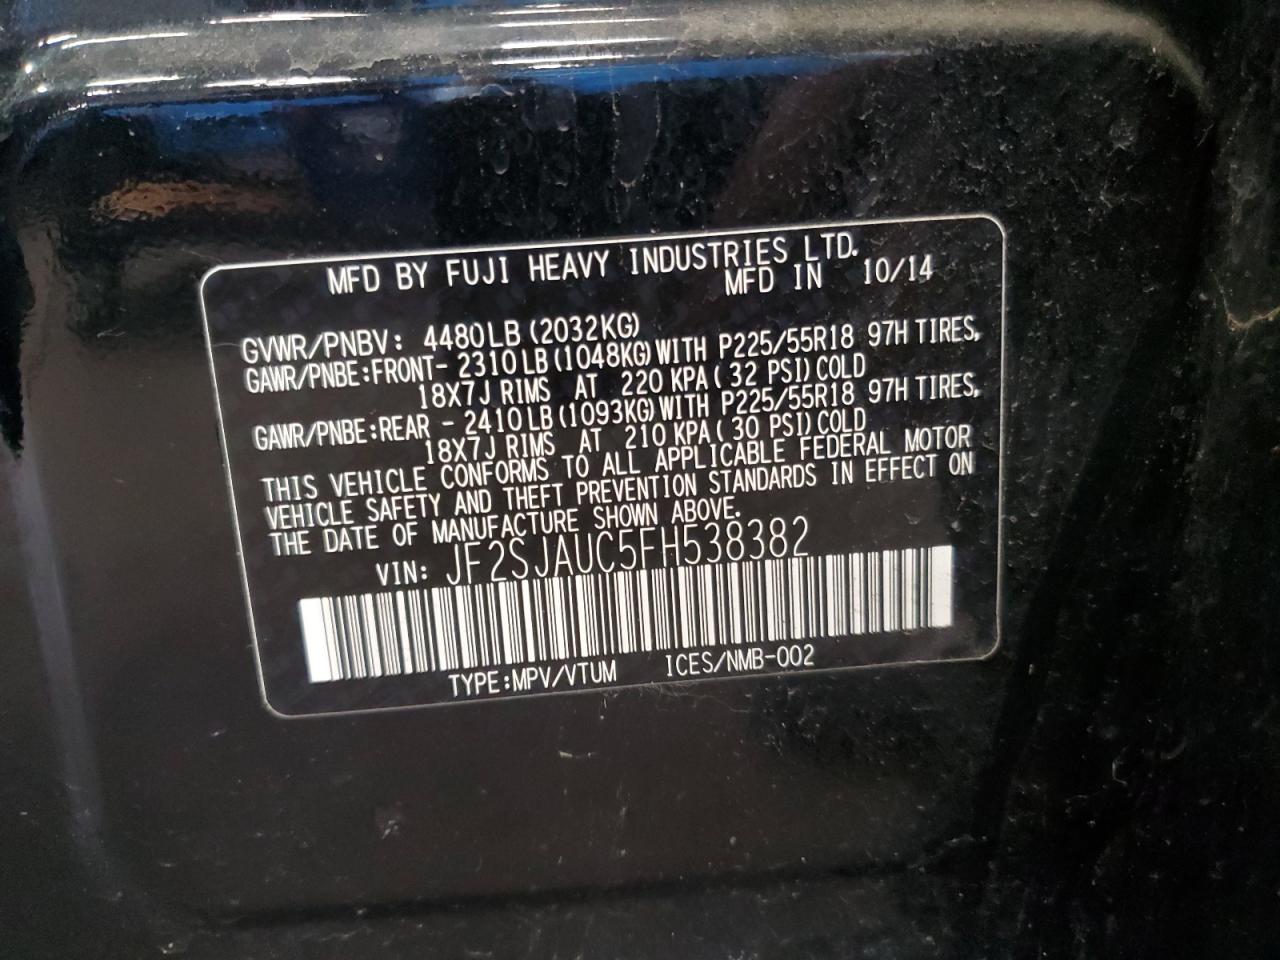 MFD BY FUJI HEAVY INDUSTRIES LTD.
MFD IN 10/14
GVWR/PNBV: 4480LB (2032KG)
GAWR/PNBE:FRONT- 2310LB (1048KG) WITH P225/55R18 97H TIRES,
18X7J RIMS AT 220 KPA ( 32 PSI) COLD
GAWR/PNBE:REAR - 2410LB (1093KG) WITH P225/55R18 97H TIRES,
18X7J RIMS AT 210 KPA ( 30 PSI) COLD
THIS VEHICLE CONFORMS TO ALL APPLICABLE FEDERAL MOTOR
VEHICLE SAFETY AND THEFT PREVENTION STANDARDS IN EFFECT ON
THE DATE OF MANUFACTURE SHOWN ABOVE.
VIN: JF2SJAUC5FH538382
TYPE:MPV/VTUM ICES/NMB-002